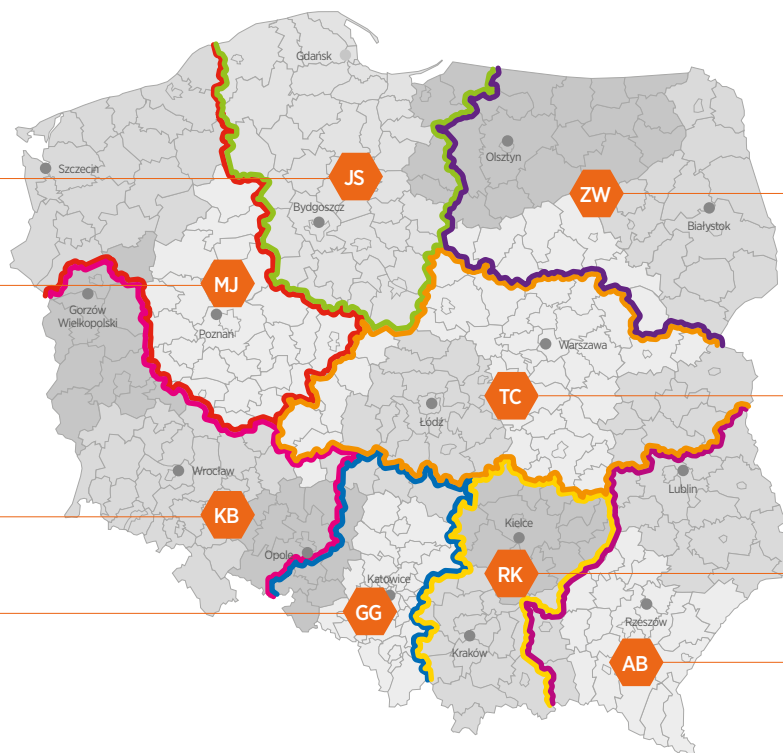 Gdańsk
Olsztyn
Szczecin
JS
ZW
Bydgoszcz
Białystok
MJ
Gorzów
Wielkopolski
Poznań
Warszawa
TC
Łódź
Wrocław
Lublin
KB
Kielce
Opole
RK
Katowice
GG
Rzeszów
Kraków
AB